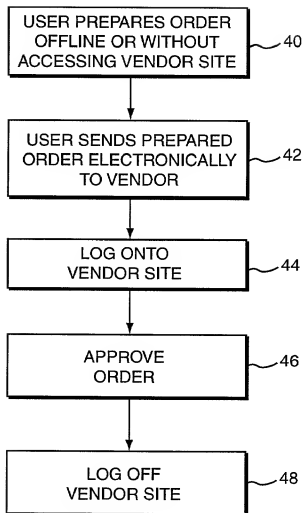 USER PREPARES ORDER
OFFLINE OR WITHOUT
ACCESSING VENDOR SITE
40
USER SENDS PREPARED
ORDER ELECTRONICALLY
TO VENDOR
42
LOG ONTO
VENDOR SITE
44
APPROVE
ORDER
46
LOG OFF
VENDOR SITE
48